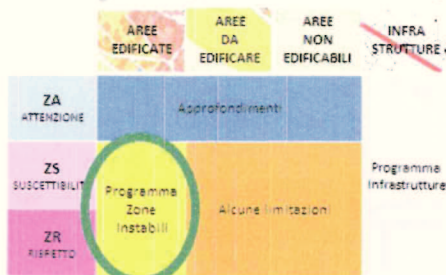 AREE EDIFICATE
AREE DA EDIFICARE
AREE NON EDIFICABILI
INFRA STRUTTURE
ZA
ATTENZIONE
Approfondimenti
ZS
SUSCETTIBILIT
ZR
RISPETTO
Programma
Zone
Instabili
Alcune limitazioni
Programma
Infrastrutture